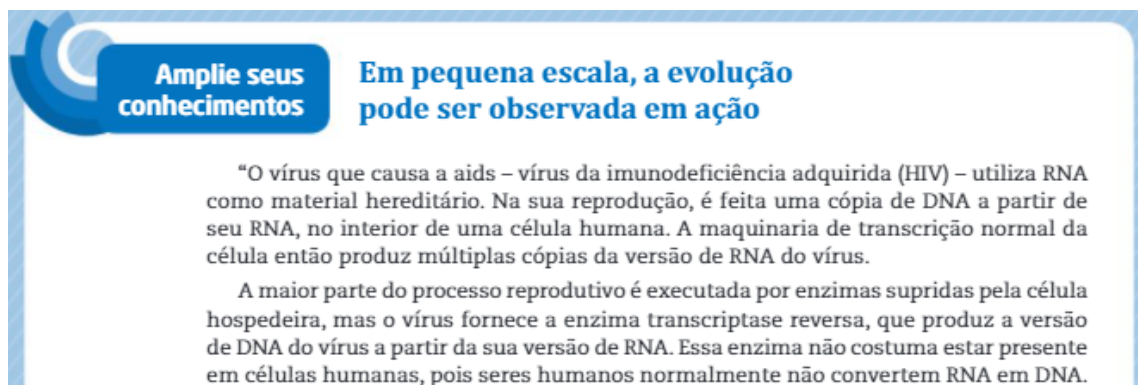 Amplie seus
conhecimentos
Em pequena escala, a evolução
pode ser observada em ação
“O vírus que causa a aids – vírus da imunodeficiência adquirida (HIV) – utiliza RNA
como material hereditário. Na sua reprodução, é feita uma cópia de DNA a partir de
seu RNA, no interior de uma célula humana. A maquinaria de transcrição normal da
célula então produz múltiplas cópias da versão de RNA do vírus.
A maior parte do processo reprodutivo é executada por enzimas supridas pela célula
hospedeira, mas o vírus fornece a enzima transcriptase reversa, que produz a versão
de DNA do vírus a partir da sua versão de RNA. Essa enzima não costuma estar presente
em células humanas, pois seres humanos normalmente não convertem RNA em DNA.